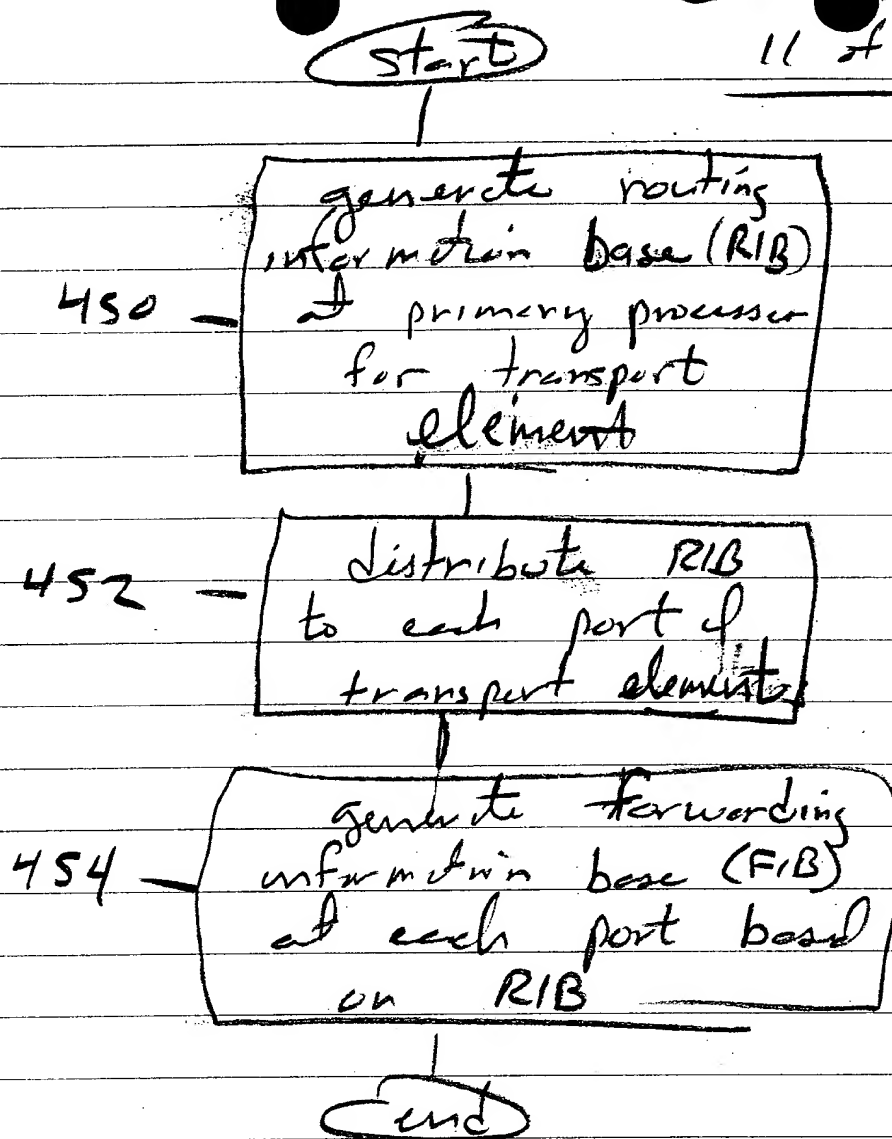 start
11 of
generate routing
information base (RIB)
450 - at primary processor
for transport
element
452 - distribute RIB
to each port of
transport element
generate forwarding
454 - information base (FIB)
at each port based
on RIB
end